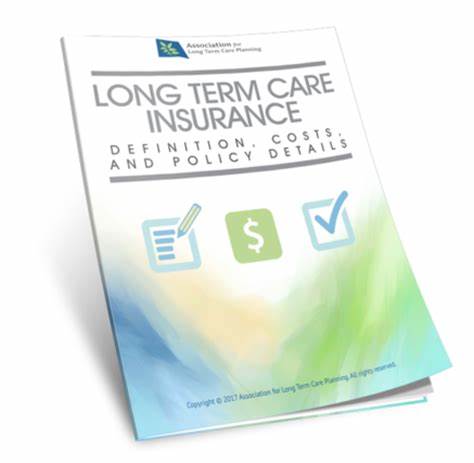 Association for
Long Term Care Planning
LONG TERM CARE
INSURANCE
DEFINITION, COSTS,
AND POLICY DETAILS
$
Copyright © 2017 Association for Long Term Care Planning. All rights reserved.